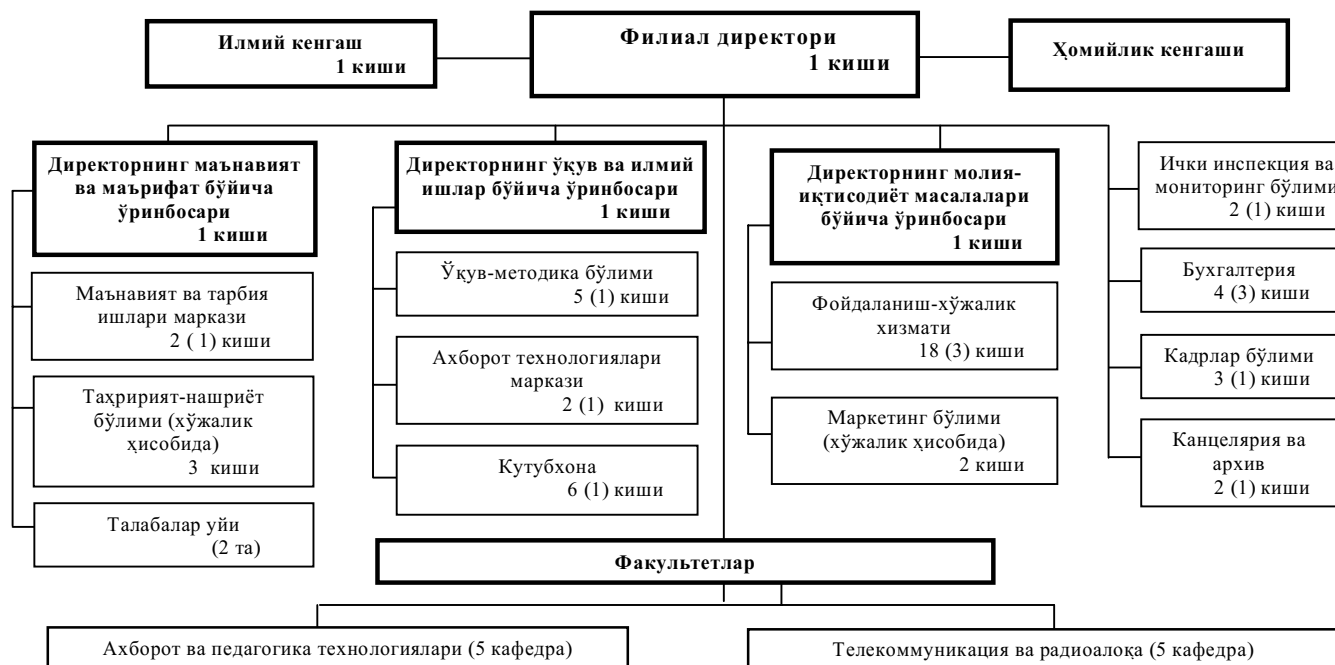 Илмий кенгаш
1 киши
Филиал директори
1 киши
Ҳомийлик кенгаши
Директорнинг маънавият
ва маърифат бўйича
ўринбосари
1 киши
Маънавият ва тарбия
ишлари маркази
2 ( 1) киши
Таҳририят-нашриёт
бўлими (хўжалик
ҳисобида)
3 киши
Талабалар уйи
(2 та)
Директорнинг ўқув ва илмий
ишлар бўйича ўринбосари
1 киши
Ўқув-методика бўлими
5 (1) киши
Ахборот технологиялари
маркази
2 (1) киши
Кутубхона
6 (1) киши
Директорнинг молия-
иқтисодиёт масалалари
бўйича ўринбосари
1 киши
Фойдаланиш-хўжалик
хизмати
18 (3) киши
Маркетинг бўлими
(хўжалик ҳисобида)
2 киши
Ички инспекция ва
мониторинг бўлими
2 (1) киши
Бухгалтерия
4 (3) киши
Кадрлар бўлими
3 (1) киши
Канцелярия ва
архив
2 (1) киши
Факультетлар
Ахборот ва педагогика технологиялари (5 кафедра)
Телекоммуникация ва радиоалоқа (5 кафедра)